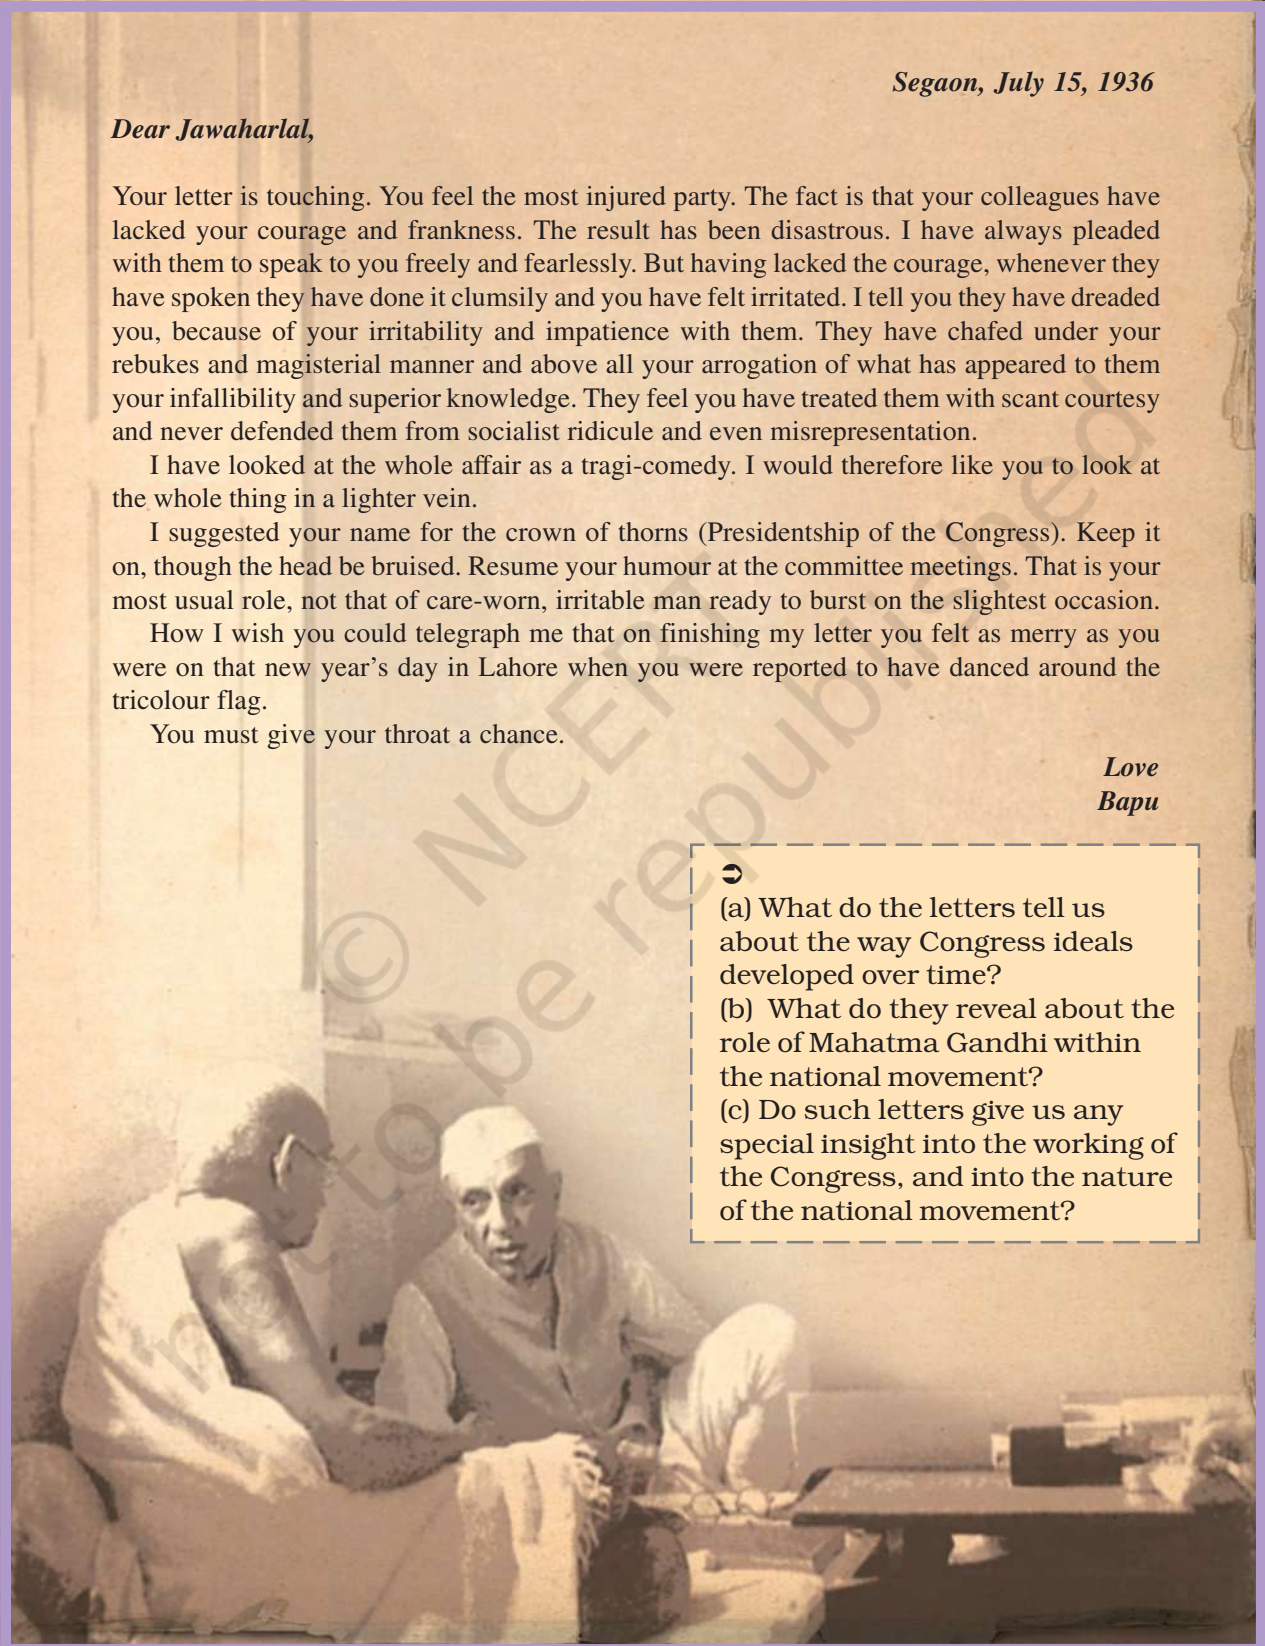 Segaon, July 15, 1936
Dear Jawaharlal,
Your letter is touching. You feel the most injured party. The fact is that your colleagues have
lacked your courage and frankness. The result has been disastrous. I have always pleaded
with them to speak to you freely and fearlessly. But having lacked the courage, whenever they
have spoken they have done it clumsily and you have felt irritated. I tell you they have dreaded
you, because of your irritability and impatience with them. They have chafed under your
rebukes and magisterial manner and above all your arrogation of what has appeared to them
your infallibility and superior knowledge. They feel you have treated them with scant courtesy
and never defended them from socialist ridicule and even misrepresentation.
I have looked at the whole affair as a tragi-comedy. I would therefore like you to look at
the whole thing in a lighter vein.
I suggested your name for the crown of thorns (Presidentship of the Congress). Keep it
on, though the head be bruised. Resume your humour at the committee meetings. That is your
most usual role, not that of care-worn, irritable man ready to burst on the slightest occasion.
How I wish you could telegraph me that on finishing my letter you felt as merry as you
were on that new year's day in Lahore when you were reported to have danced around the
tricolour flag.
You must give your throat a chance.
Love
Bapu
➲
(a) What do the letters tell us
about the way Congress ideals
developed over time?
(b) What do they reveal about the
role of Mahatma Gandhi within
the national movement?
(c) Do such letters give us any
special insight into the working of
the Congress, and into the nature
of the national movement?
© NCERT
not to be republished